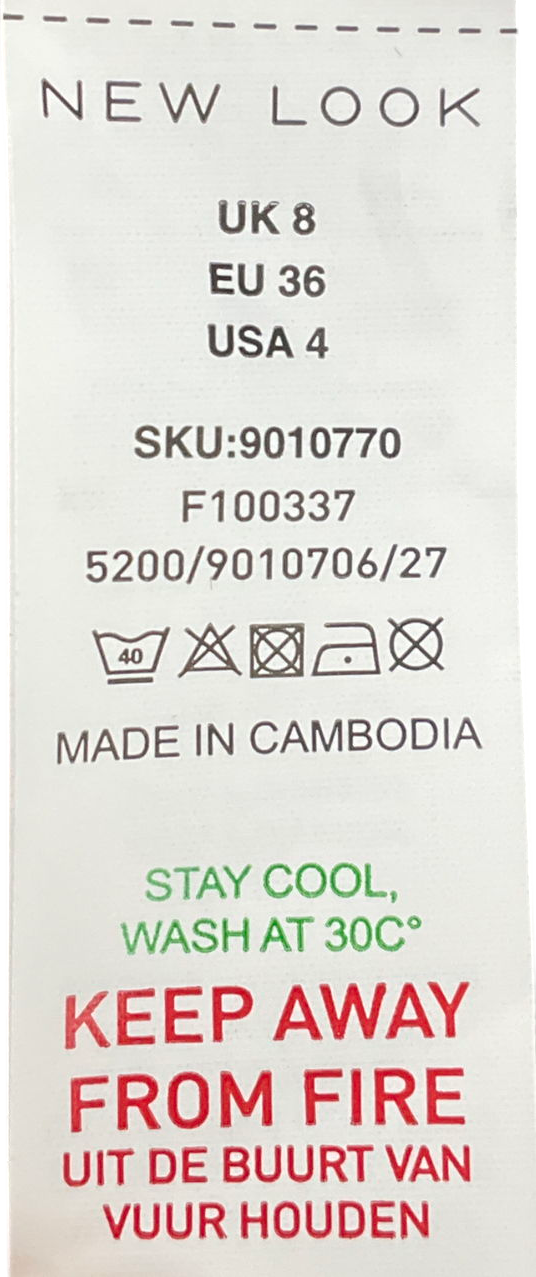 NEW LOOK
UK 8
EU 36
USA 4
SKU:9010770
F100337
5200/9010706/27
40
MADE IN CAMBODIA
STAY COOL,
WASH AT 30C°
KEEP AWAY
FROM FIRE
UIT DE BUURT VAN
VUUR HOUDEN